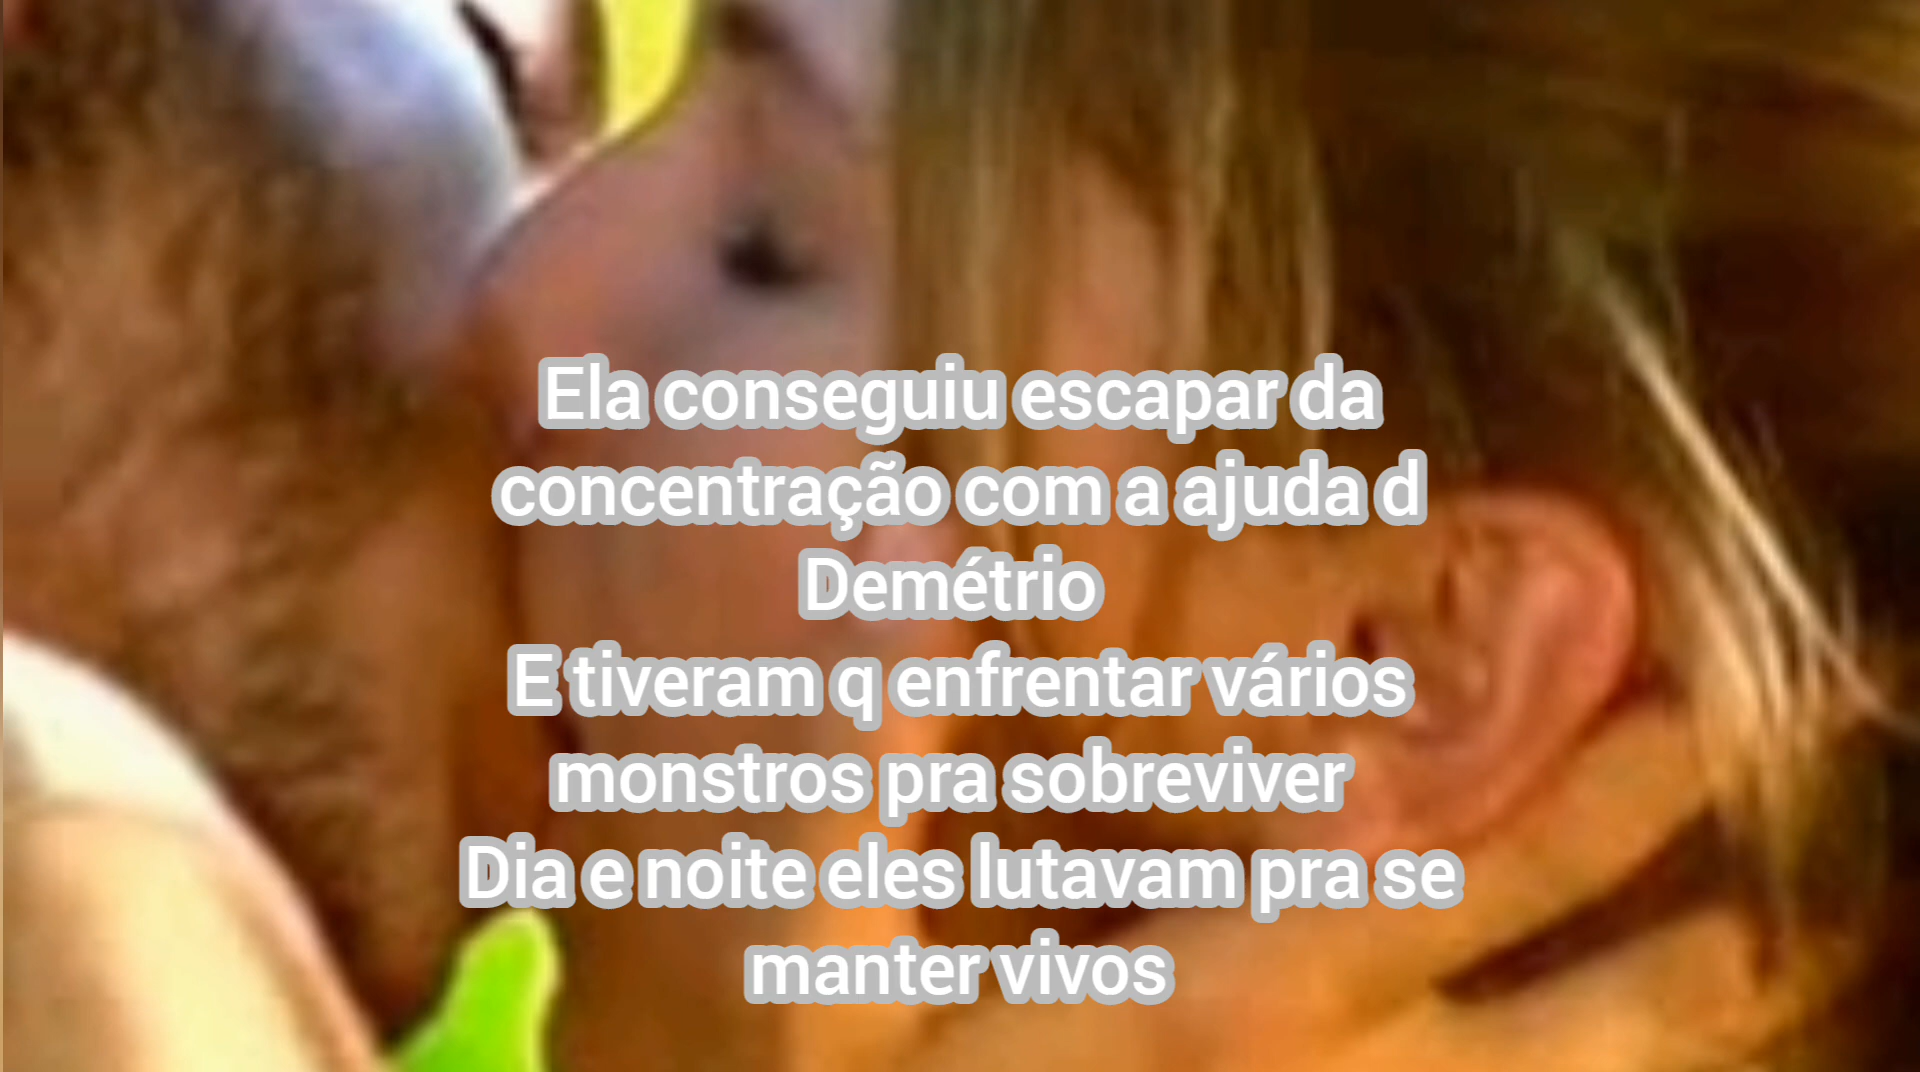 Ela conseguiu escapar da
concentração com a ajuda d
Demétrio
E tiveram q enfrentar vários
monstros pra sobreviver
Dia e noite eles lutavam pra se
manter vivos